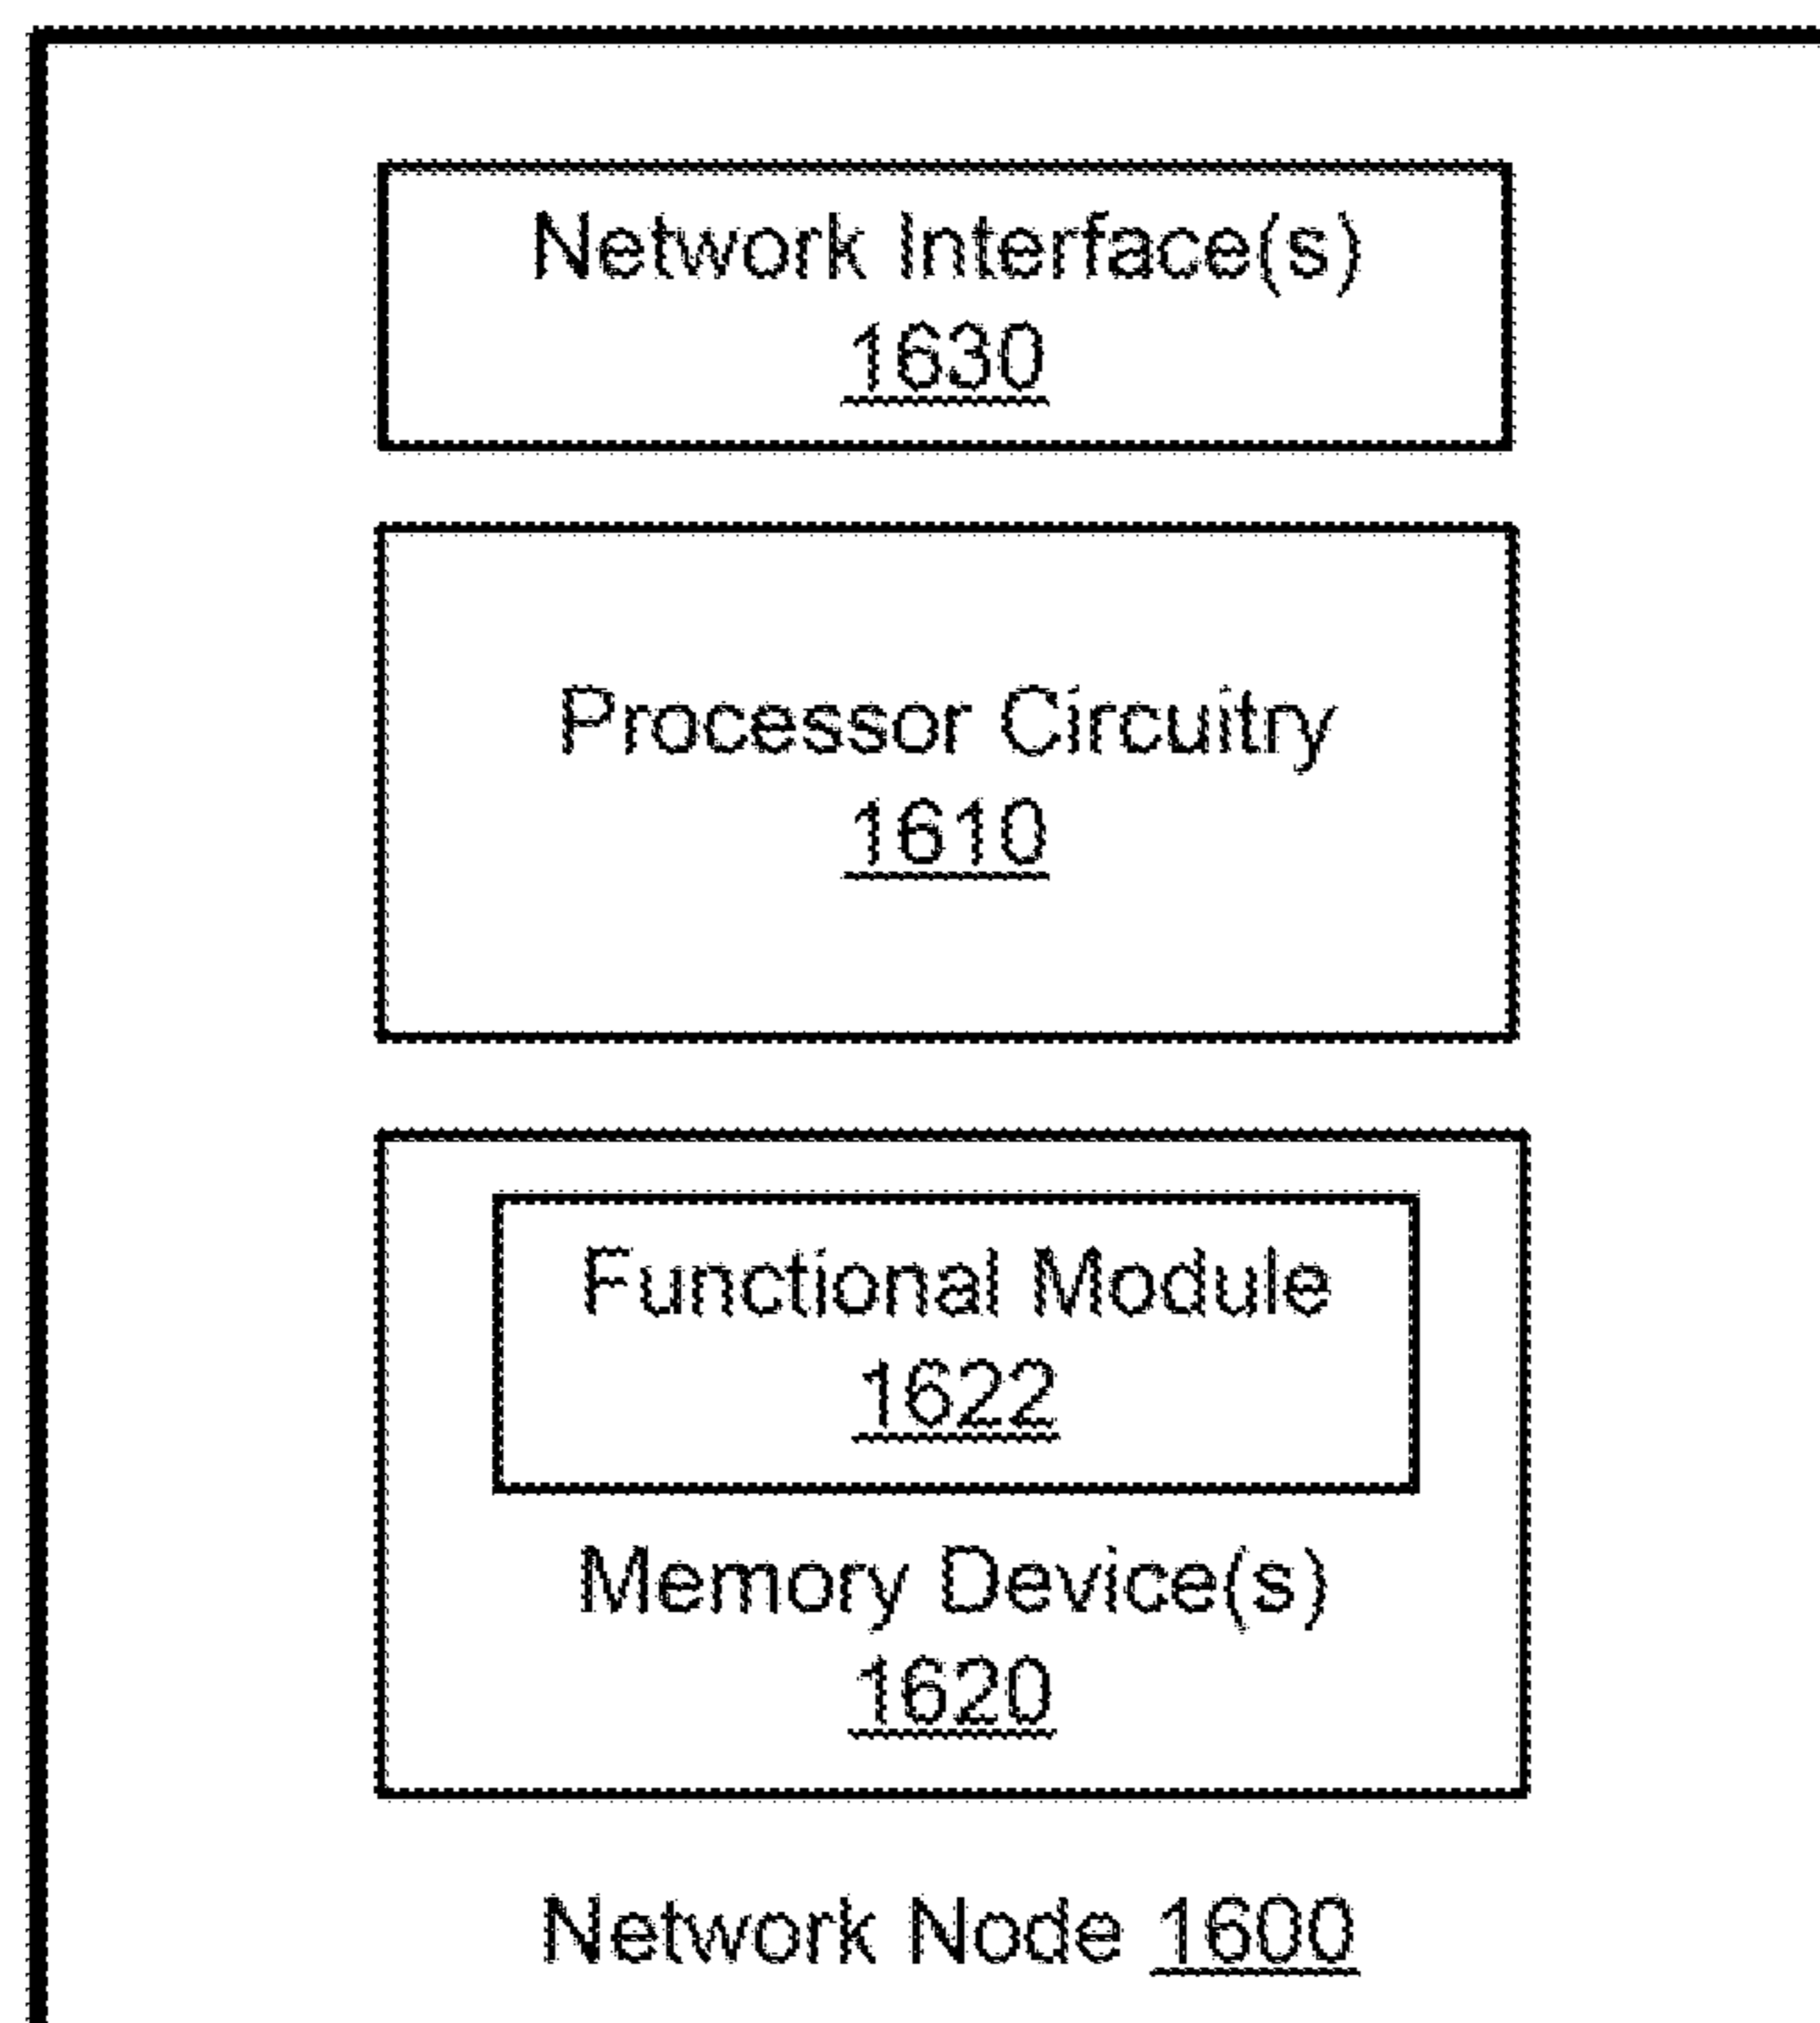 Network Interface(s)
1630
Processor Circuitry
1610
Functional Module
1622
Memory Device(s)
1620
Network Node 1600